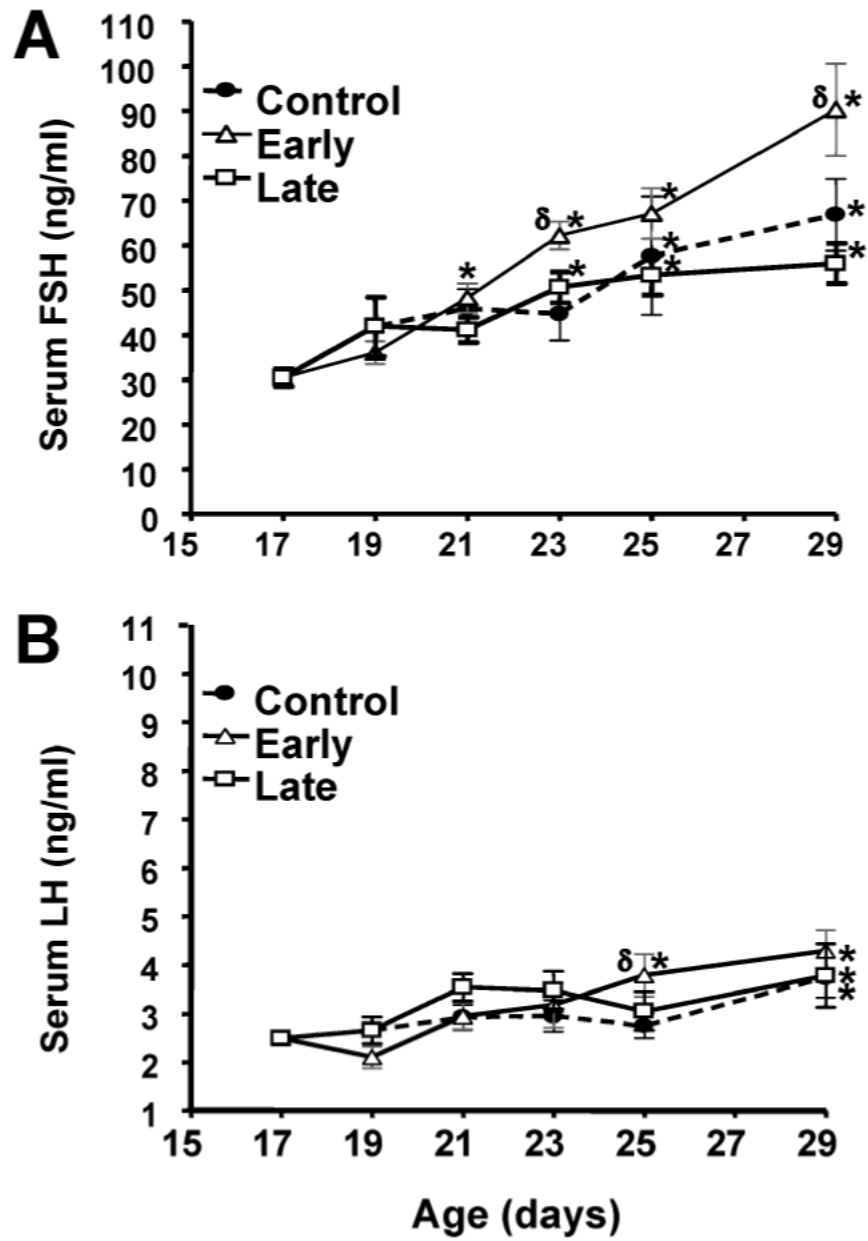 A
110
100
90
80
70
60
50
40
30
20
10
0
Serum FSH (ng/ml)
Control
Early
Late
*
δ *
*
*
*
*
δ *
*
*
15 17 19 21 23 25 27 29
B
11
10
9
8
7
6
5
4
3
2
1
Serum LH (ng/ml)
Control
Early
Late
δ *
*
*
*
15 17 19 21 23 25 27 29
Age (days)